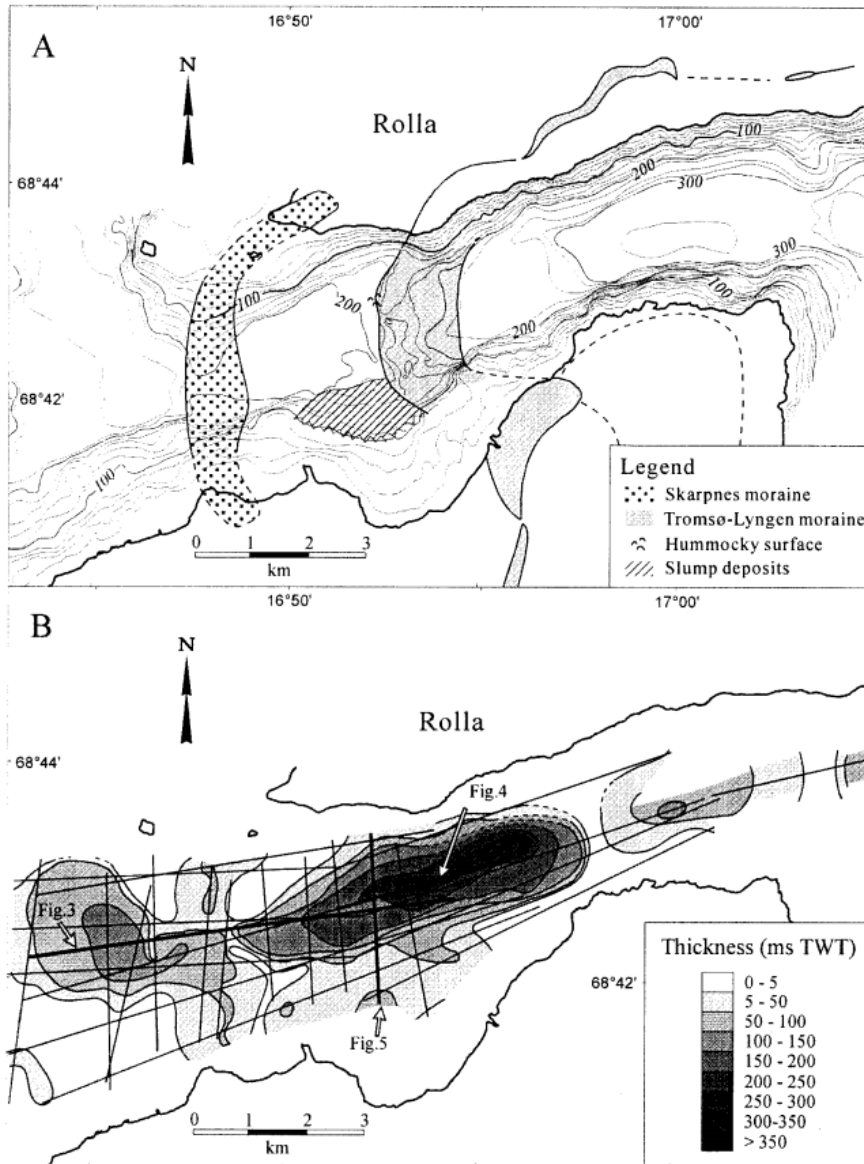 16°50' 17°00'
A
N
Rolla
100
200
300
68°44'
300
100
200
100
200
68°42'
100
Legend
Skarpnes moraine
Tromsø-Lyngen moraine
Hummocky surface
Slump deposits
0 1 2 3
km
16°50' 17°00'
B
N
Rolla
68°44'
Fig.4
Fig.3
Thickness (ms TWT)
0 - 5
5 - 50
50 - 100
100 - 150
150 - 200
200 - 250
250 - 300
300-350
> 350
68°42'
Fig.5
0 1 2 3
km